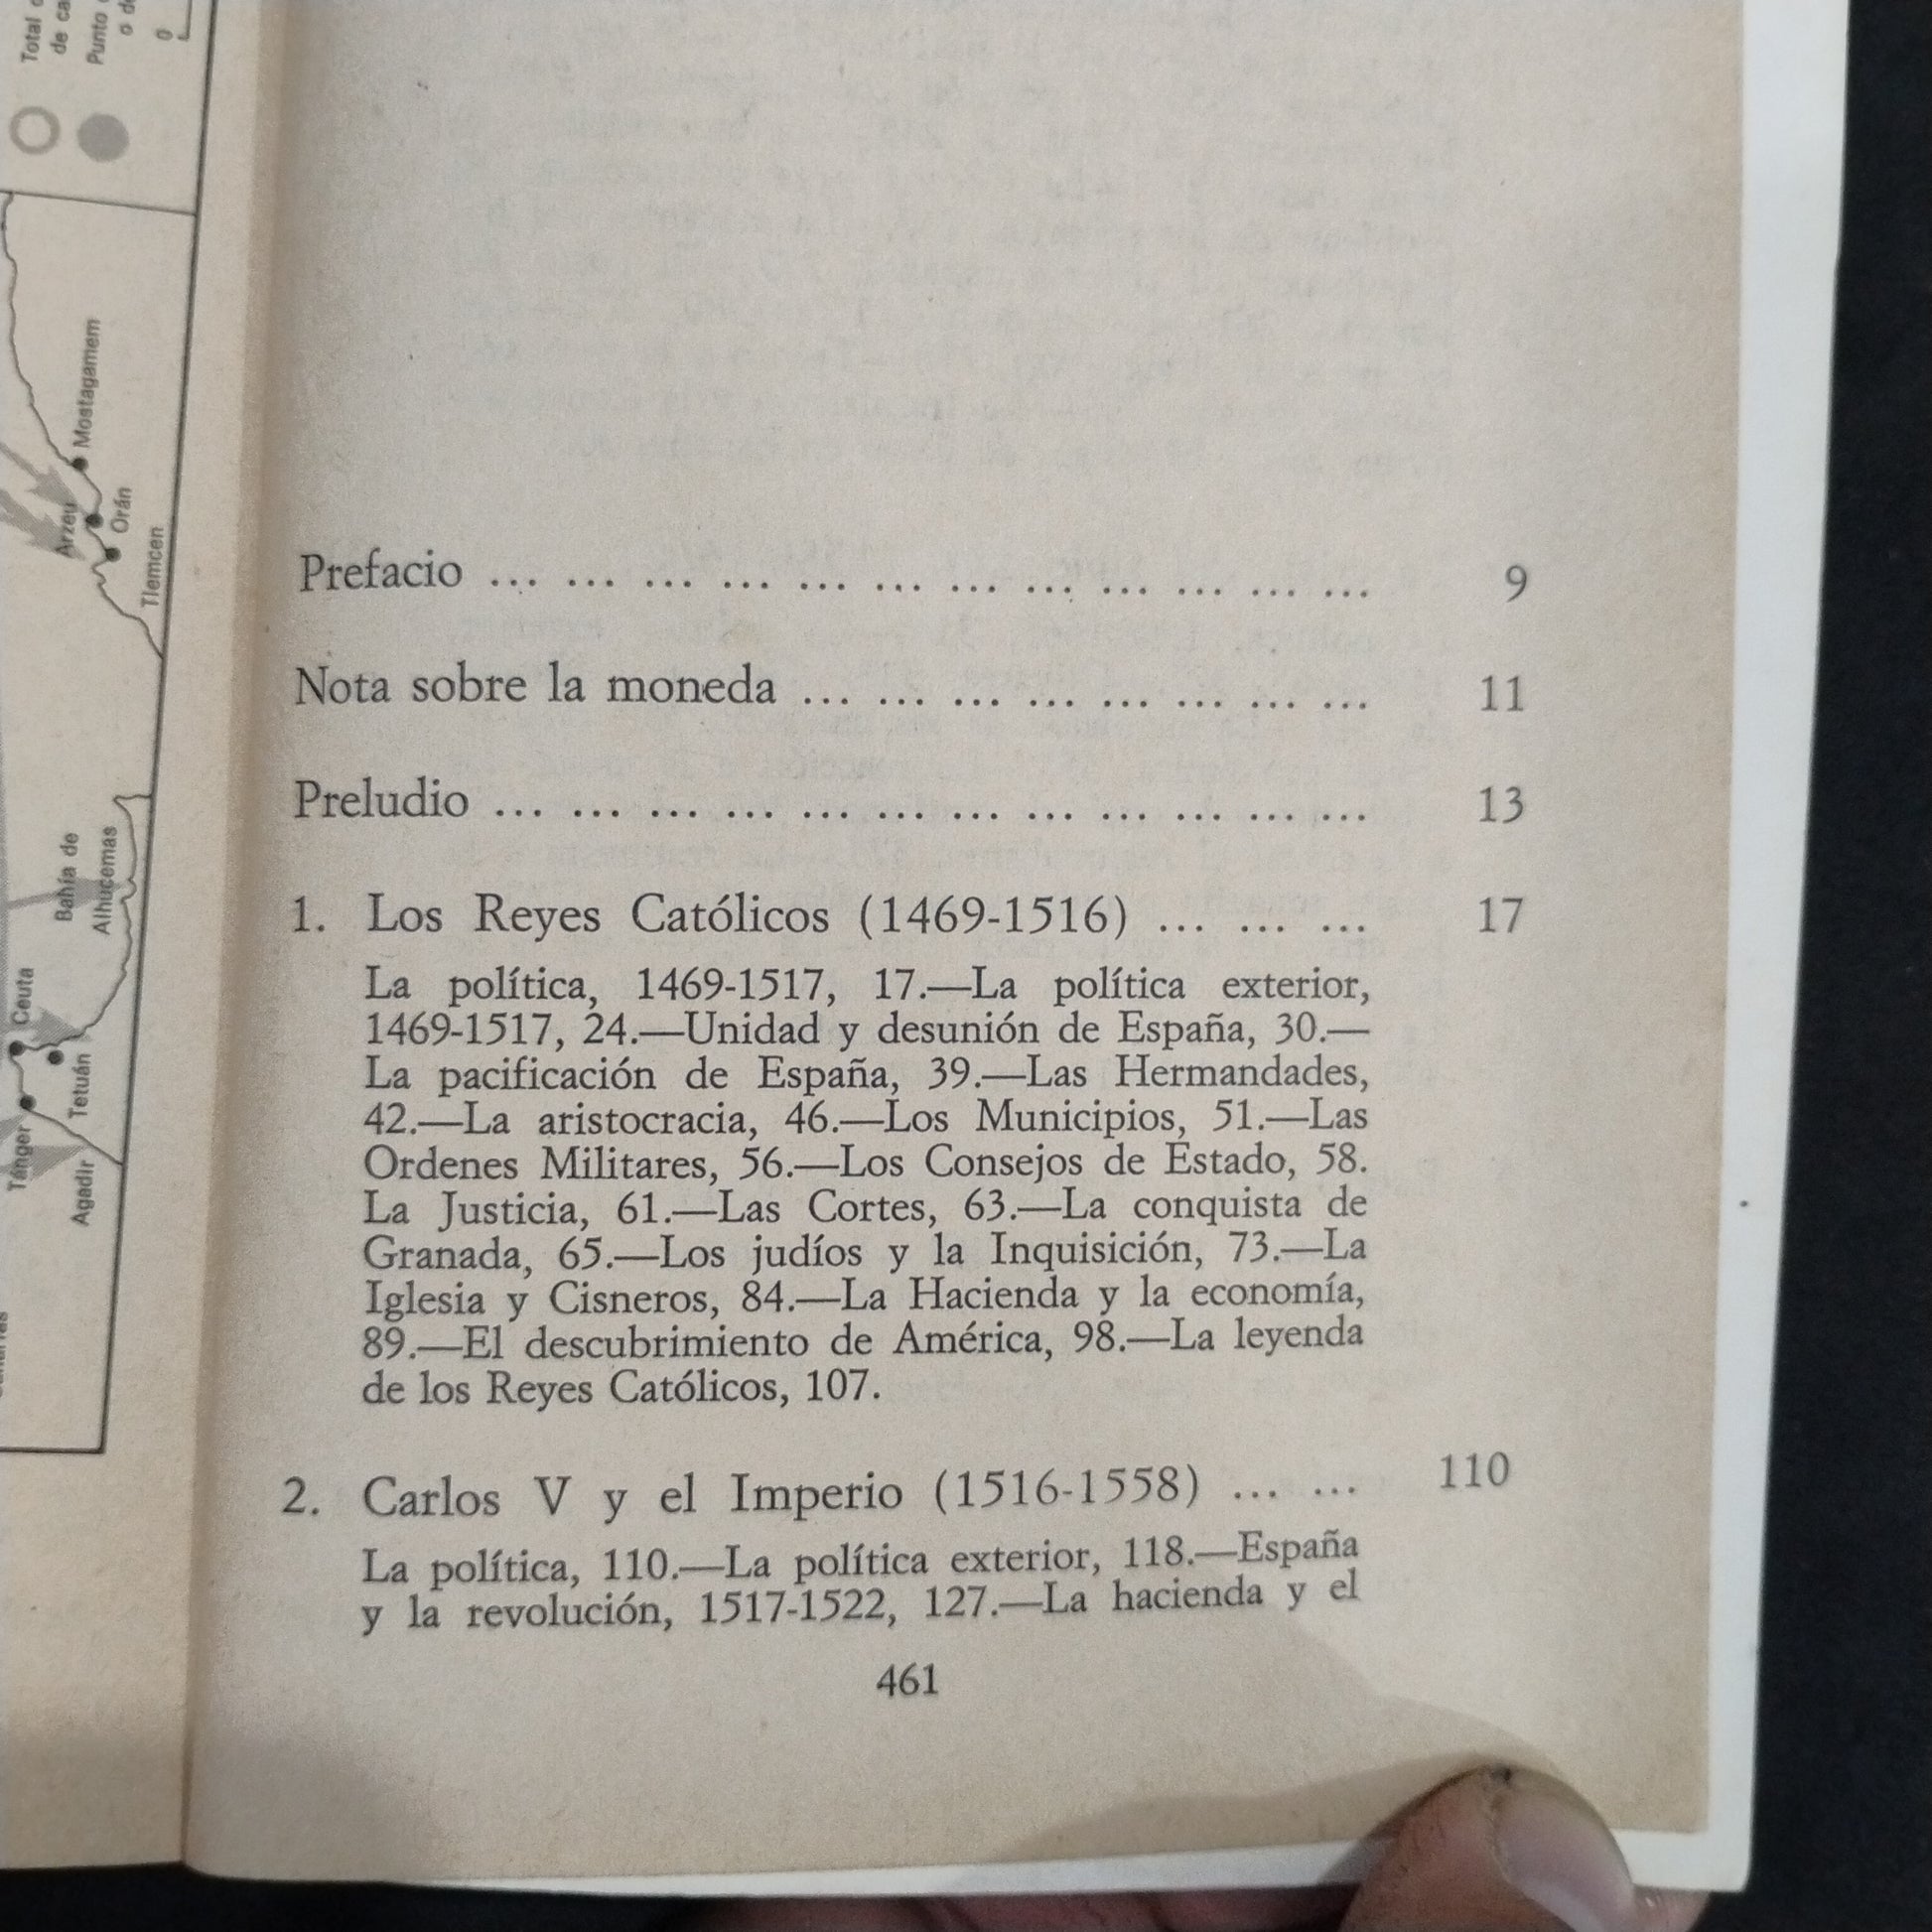 Total
de ca
Punto
o de
0
Mostagamem
Arzeu
Orán
Tlemcen
Bahía de
Alhucemas
Ceuta
Tetuán
Tánger
Agadir
Prefacio ... ... ... ... ... ... ... ... ... ... ... ... 9
Nota sobre la moneda ... ... ... ... ... ... ... ... 11
Preludio ... ... ... ... ... ... ... ... ... ... ... ... 13
1. Los Reyes Católicos (1469-1516) ... ... ... 17
La política, 1469-1517, 17.—La política exterior,
1469-1517, 24.—Unidad y desunión de España, 30.—
La pacificación de España, 39.—Las Hermandades,
42.—La aristocracia, 46.—Los Municipios, 51.—Las
Ordenes Militares, 56.—Los Consejos de Estado, 58.
La Justicia, 61.—Las Cortes, 63.—La conquista de
Granada, 65.—Los judíos y la Inquisición, 73.—La
Iglesia y Cisneros, 84.—La Hacienda y la economía,
89.—El descubrimiento de América, 98.—La leyenda
de los Reyes Católicos, 107.
2. Carlos V y el Imperio (1516-1558) ... ... 110
La política, 110.—La política exterior, 118.—España
y la revolución, 1517-1522, 127.—La hacienda y el
461